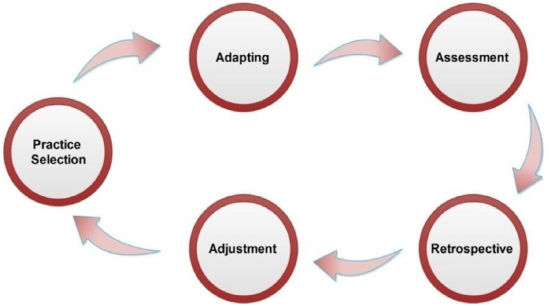 Adapting
Assessment
Practice
Selection
Adjustment
Retrospective